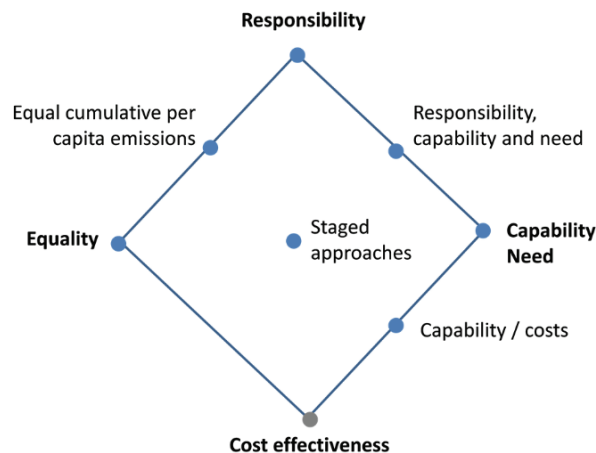 Responsibility
Equal cumulative per
capita emissions
Responsibility,
capability and need
Equality
Staged
approaches
Capability
Need
Capability / costs
Cost effectiveness